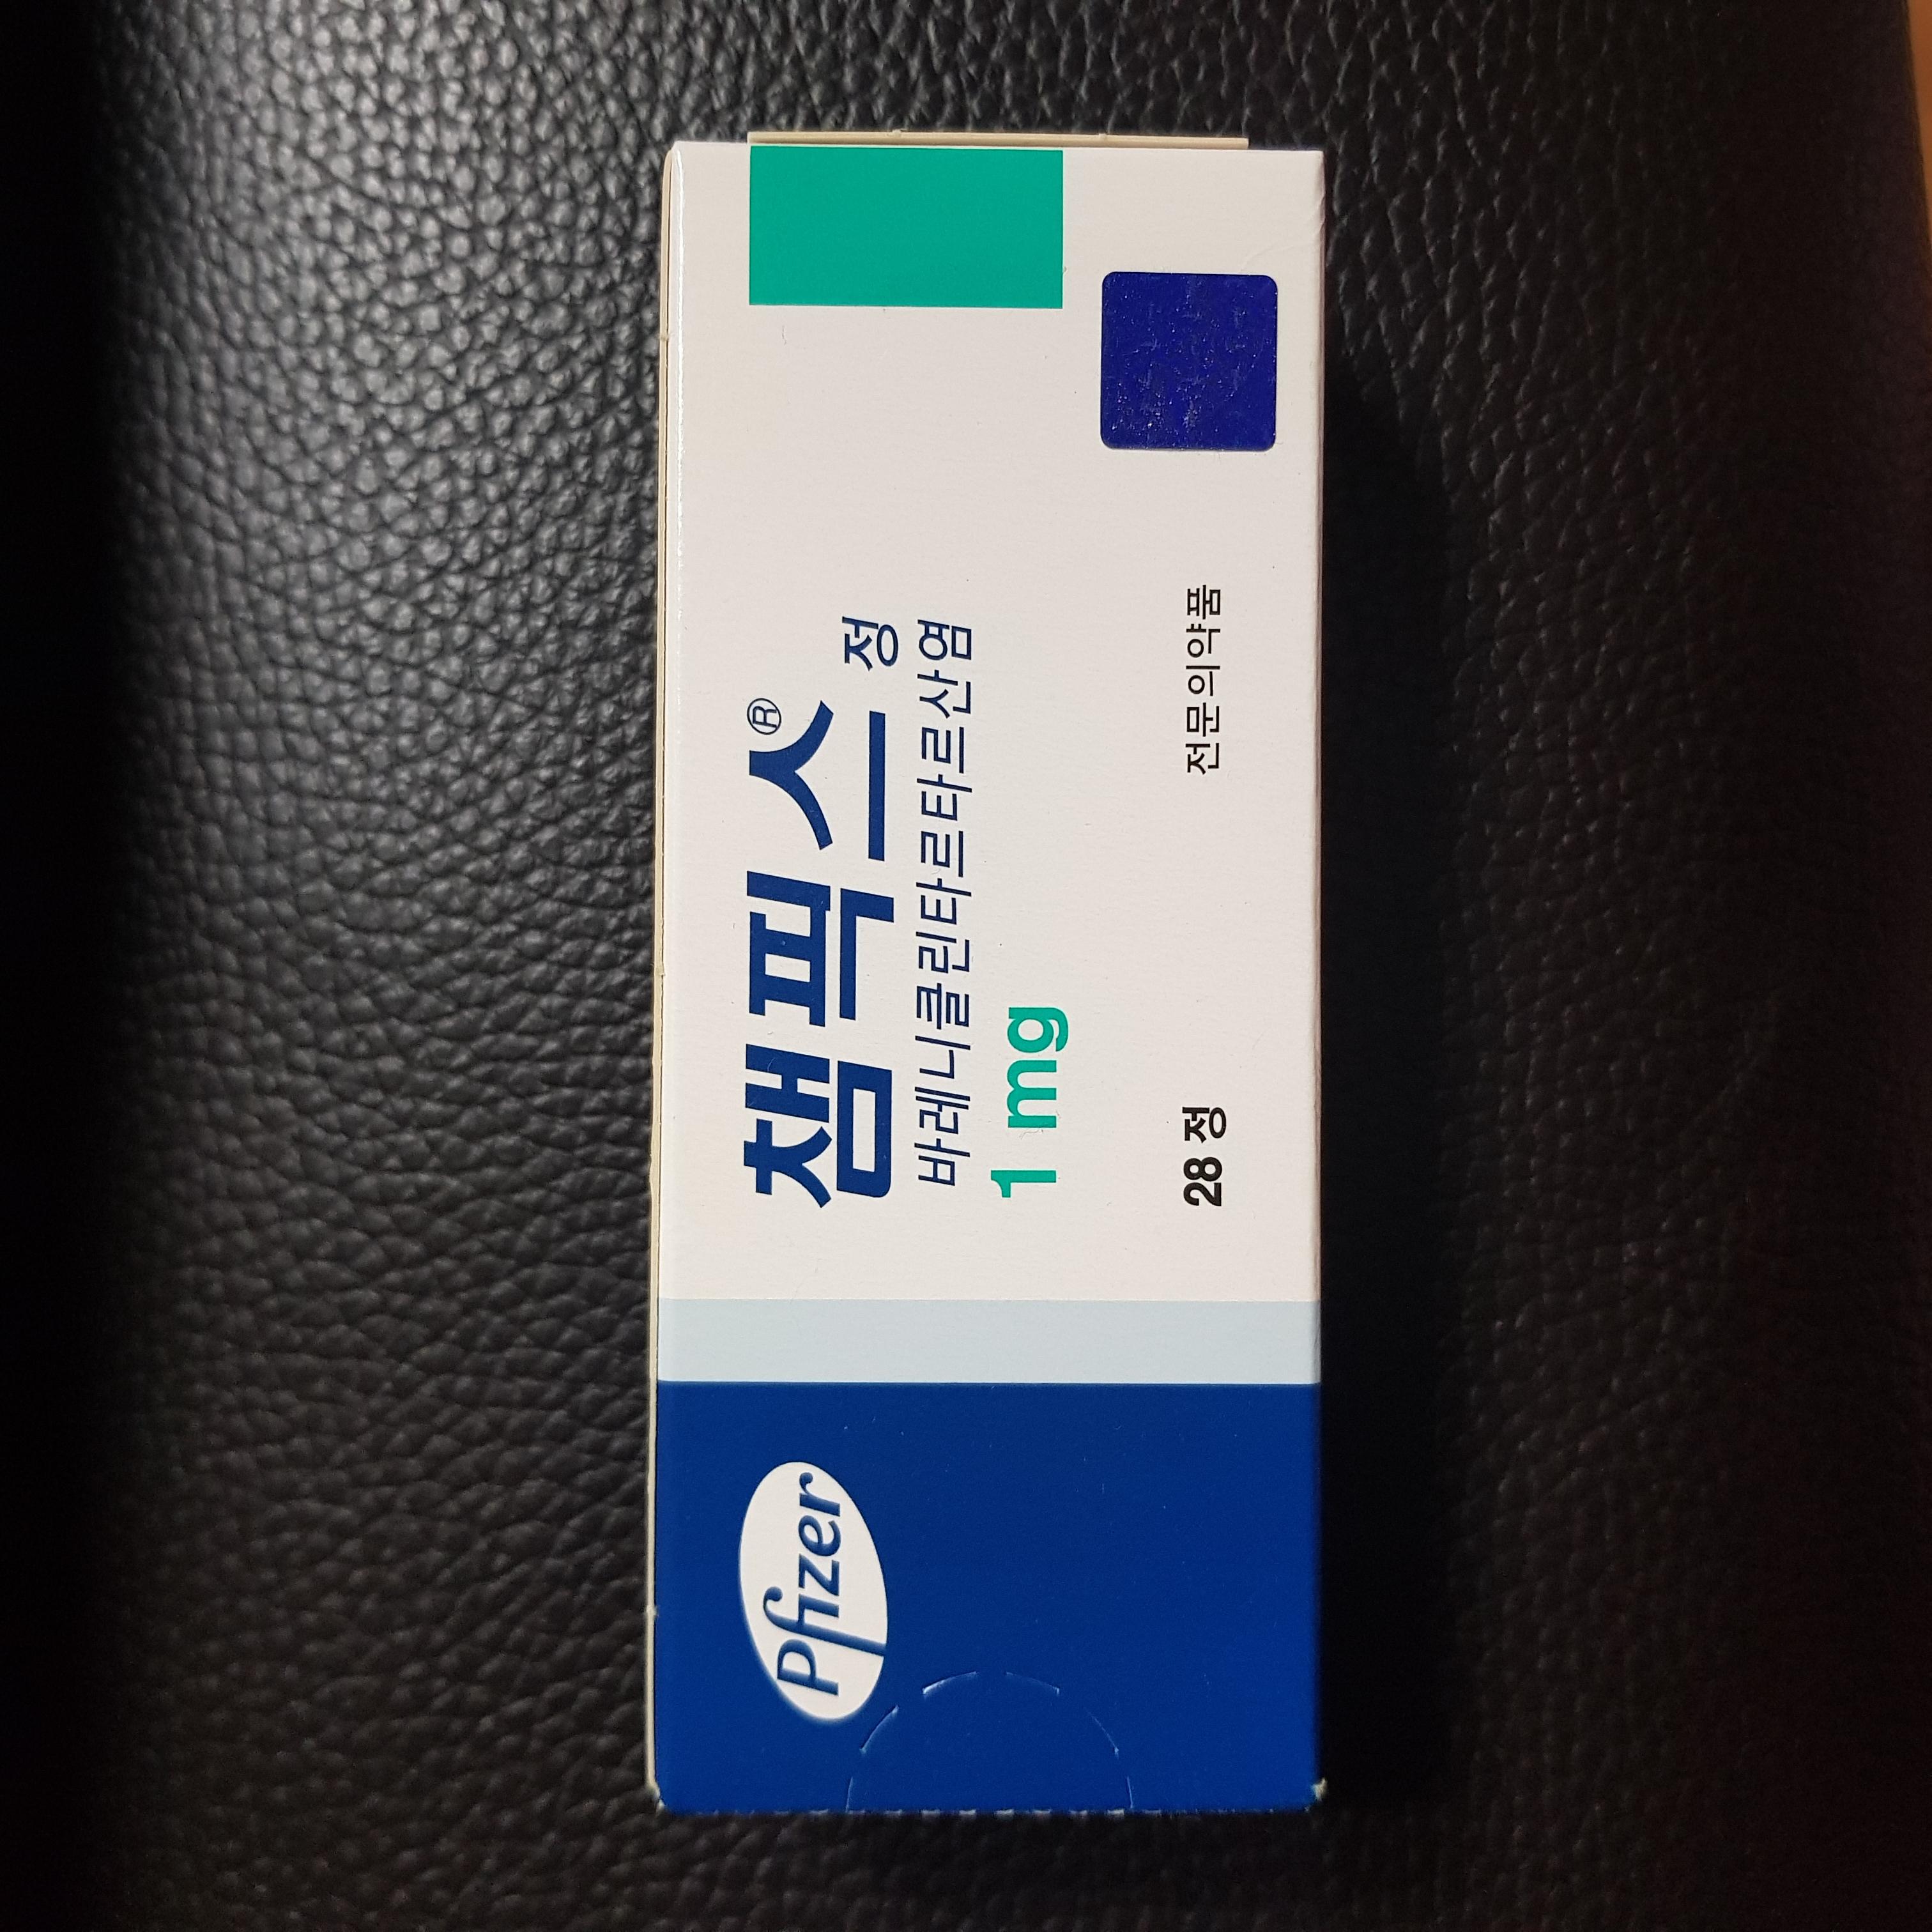 Pfizer
챔픽스® 정
바레니클린타르타르산염
1 mg
28 정 전문의약품